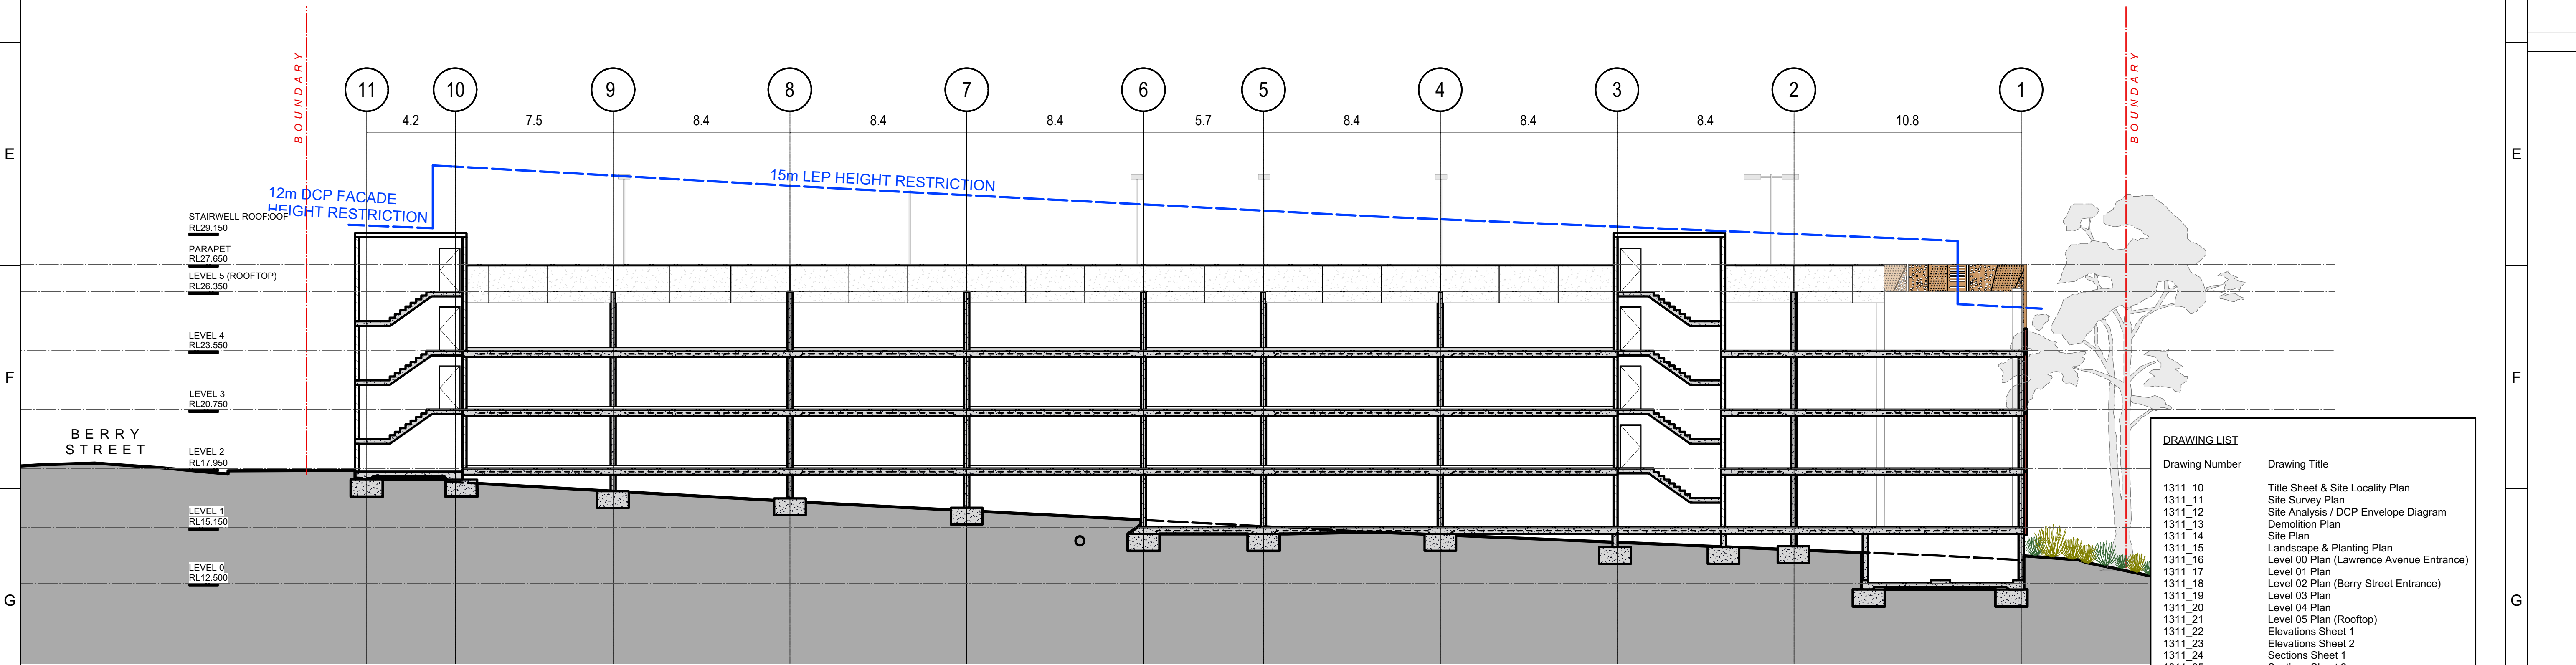 BOUNDARY
BOUNDARY
11
10
9
8
7
6
5
4
3
2
1
4.2
7.5
8.4
8.4
8.4
5.7
8.4
8.4
8.4
10.8
E
E
15m LEP HEIGHT RESTRICTION
12m DCP FACADE
HEIGHT RESTRICTION
STAIRWELL ROOF
RL29.150
PARAPET
RL27.650
LEVEL 5 (ROOFTOP)
RL26.350
LEVEL 4
RL23.550
F
F
LEVEL 3
RL20.750
BERRY
STREET
LEVEL 2
RL17.950
LEVEL 1
RL15.150
LEVEL 0
RL12.500
G
G
DRAWING LIST
Drawing Number Drawing Title
1311_10 Title Sheet & Site Locality Plan
1311_11 Site Survey Plan
1311_12 Site Analysis / DCP Envelope Diagram
1311_13 Demolition Plan
1311_14 Site Plan
1311_15 Landscape & Planting Plan
1311_16 Level 00 Plan (Lawrence Avenue Entrance)
1311_17 Level 01 Plan
1311_18 Level 02 Plan (Berry Street Entrance)
1311_19 Level 03 Plan
1311_20 Level 04 Plan
1311_21 Level 05 Plan (Rooftop)
1311_22 Elevations Sheet 1
1311_23 Elevations Sheet 2
1311_24 Sections Sheet 1